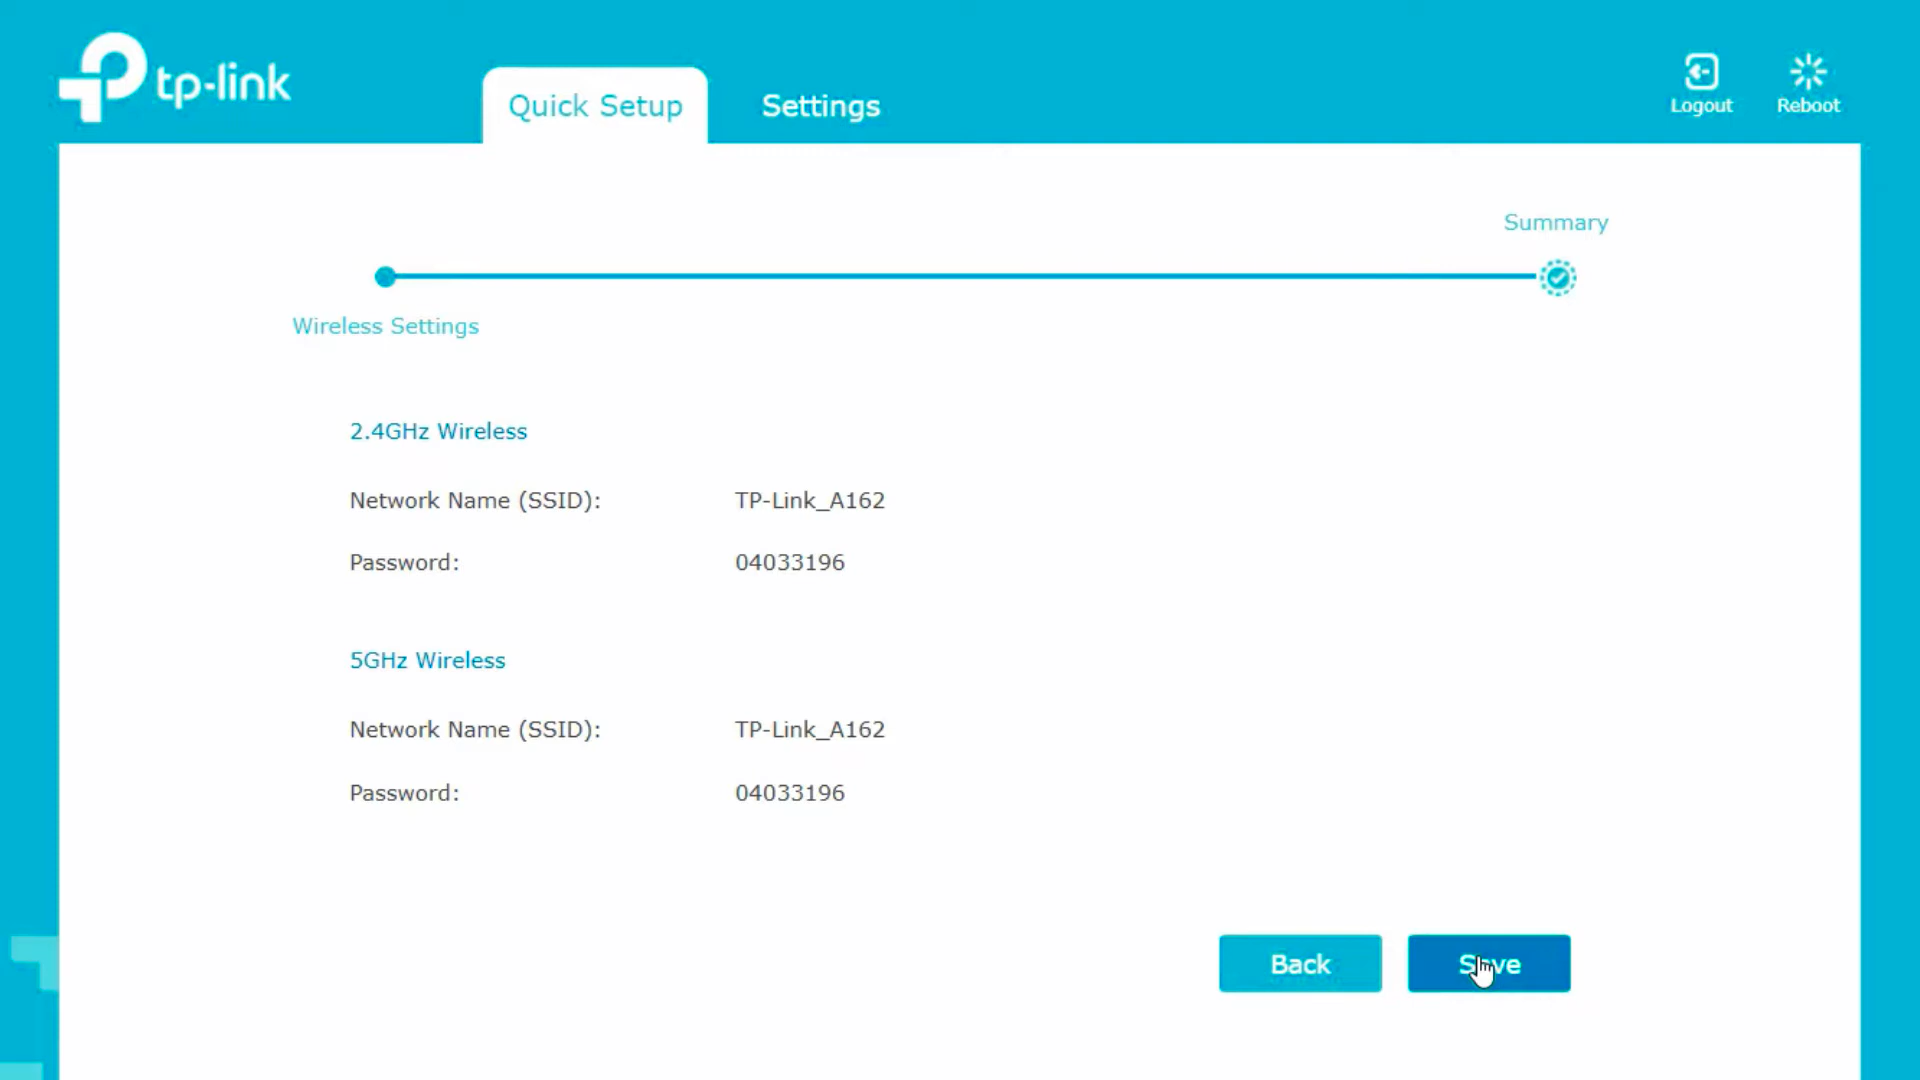 tp-link
Quick Setup
Settings
Logout
Reboot
Summary
Wireless Settings
2.4GHz Wireless
Network Name (SSID): TP-Link_A162
Password: 04033196
5GHz Wireless
Network Name (SSID): TP-Link_A162
Password: 04033196
Back
Save